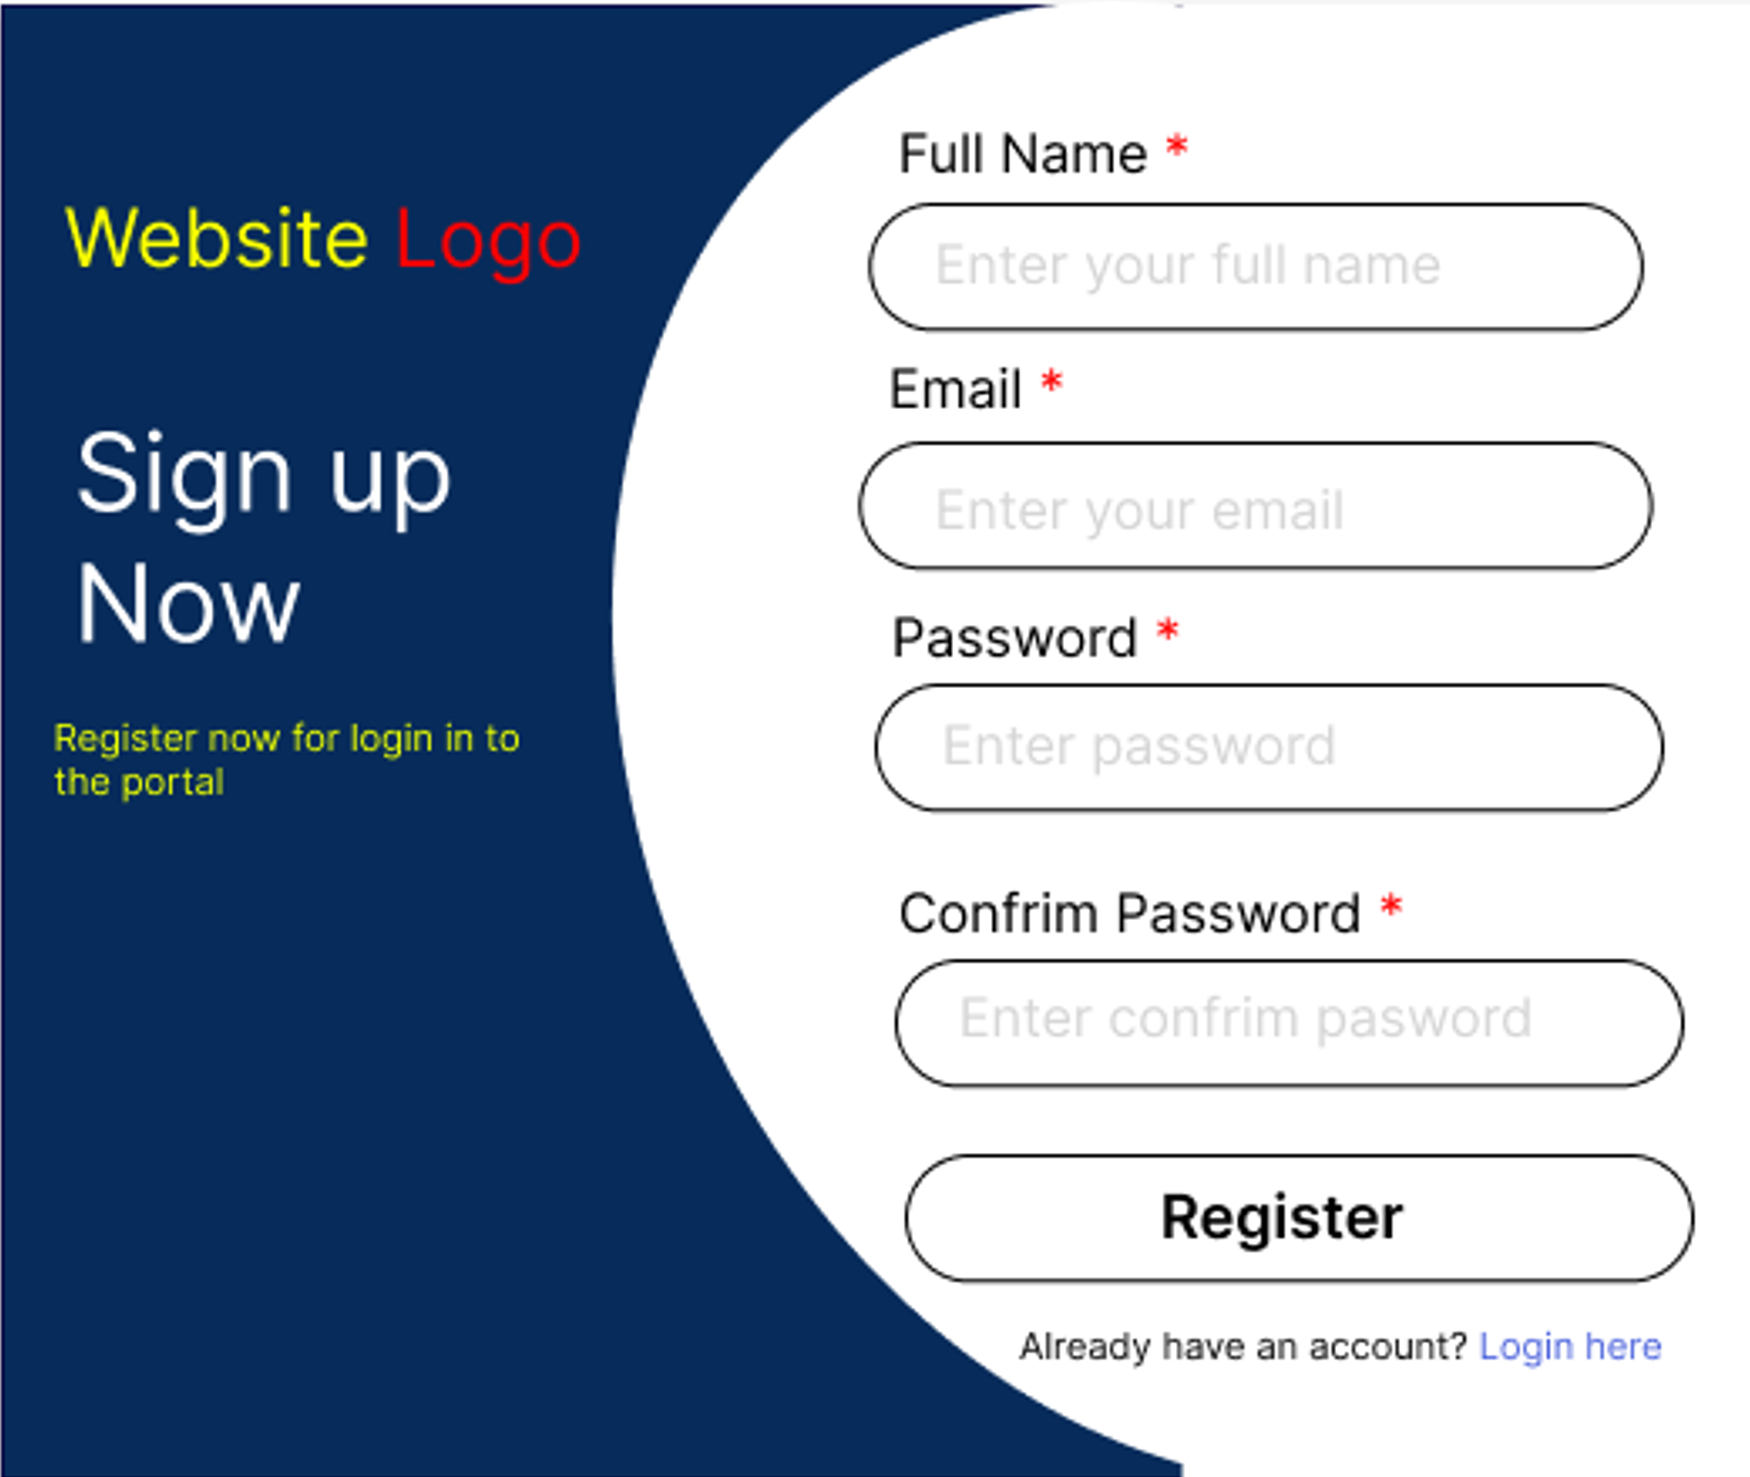 Website Logo
Sign up
Now
Register now for login in to
the portal
Full Name *
Enter your full name
Email *
Enter your email
Password *
Enter password
Confrim Password *
Enter confrim pasword
Register
Already have an account? Login here